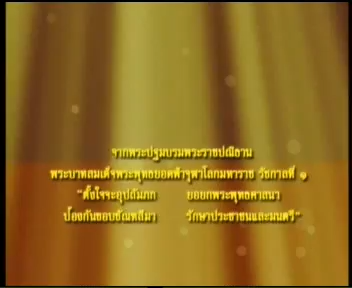 จากพระปฐมบรมพระราชปณิธาน
พระบาทสมเด็จพระพุทธยอดฟ้าจุฬาโลกมหาราช รัชกาลที่ ๑
“ตั้งใจจะอุปถัมภก ยอยกพระพุทธศาสนา
ป้องกันขอบขัณฑสีมา รักษาประชาชนและมนตรี”